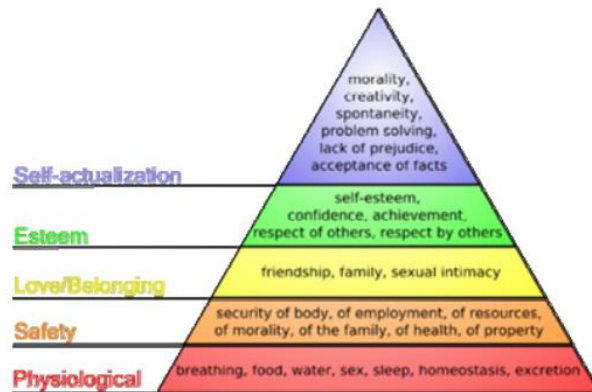 morality,
creativity,
spontaneity,
problem solving,
lack of prejudice,
acceptance of facts
Self-actualization
self-esteem,
confidence, achievement,
respect of others, respect by others
Esteem
friendship, family, sexual intimacy
Love/Belonging
security of body, of employment, of resources,
of morality, of the family, of health, of property
Safety
breathing, food, water, sex, sleep, homeostasis, excretion
Physiological